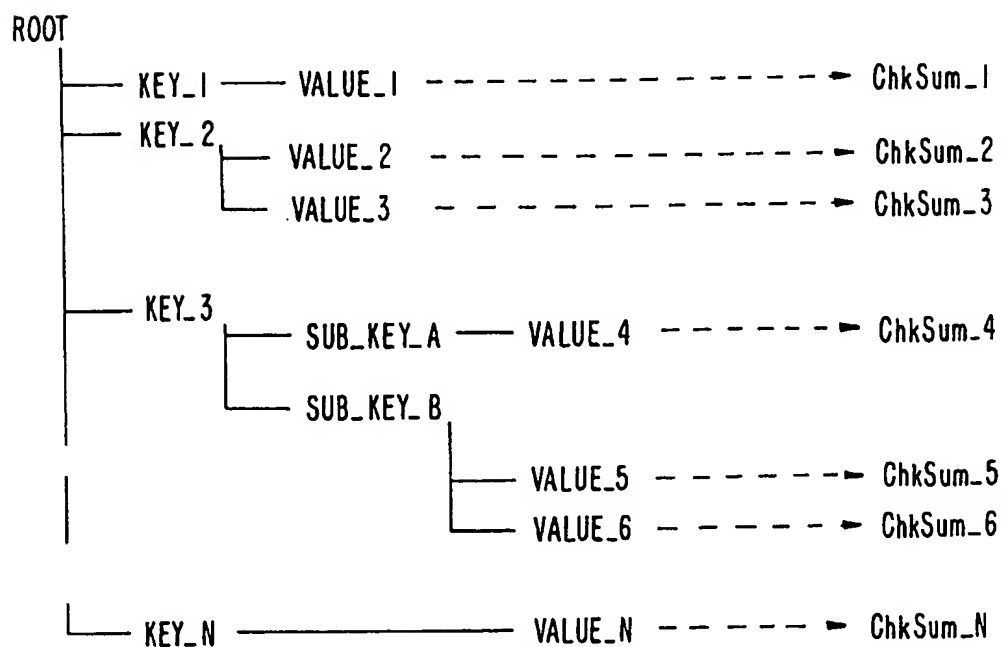 ROOT
KEY_1 VALUE_1 ChkSum_1
KEY_2
VALUE_2 ChkSum_2
VALUE_3 ChkSum_3
KEY_3
SUB_KEY_A VALUE_4 ChkSum_4
SUB_KEY_B
VALUE_5 ChkSum_5
VALUE_6 ChkSum_6
KEY_N VALUE_N ChkSum_N